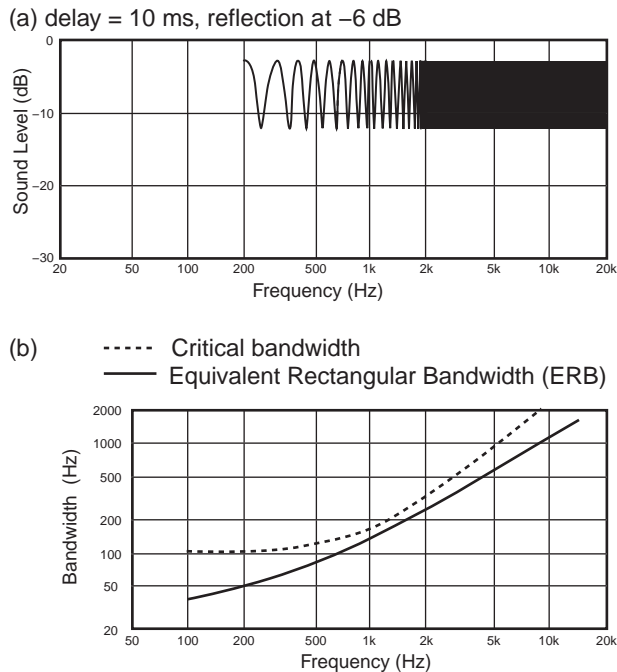 (a) delay = 10 ms, reflection at –6 dB
0
–10
–20
–30
Sound Level (dB)
20 50 100 200 500 1k 2k 5k 10k 20k
Frequency (Hz)
(b)
Critical bandwidth
Equivalent Rectangular Bandwidth (ERB)
2000
1000
500
200
100
50
20
Bandwidth (Hz)
50 100 200 500 1k 2k 5k 10k 20k
Frequency (Hz)